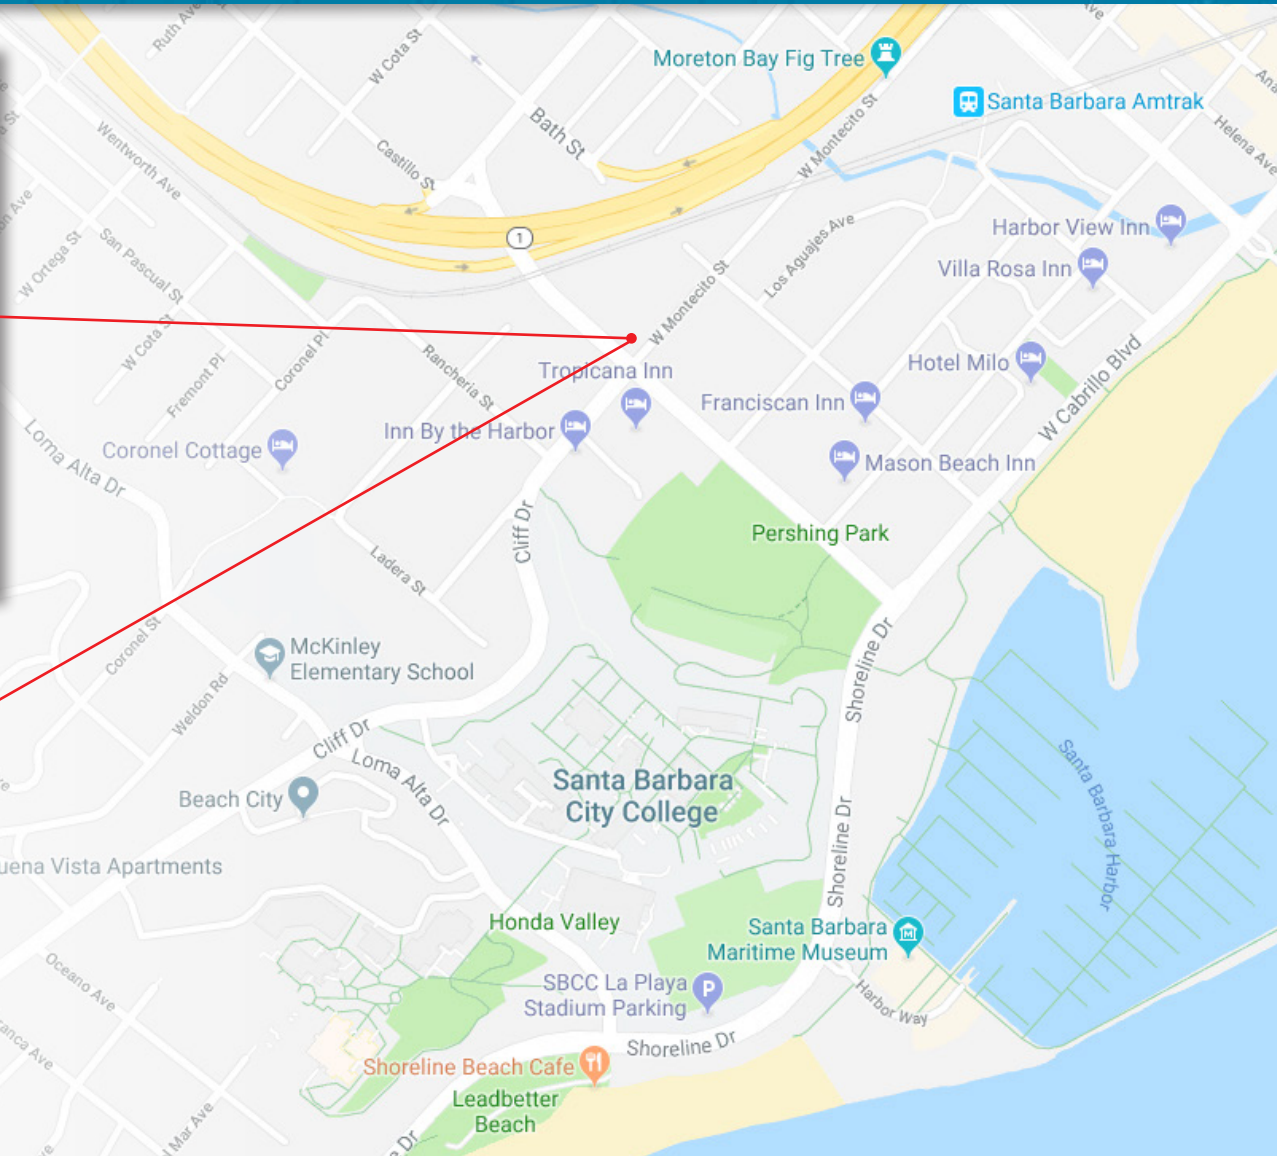 Ruth Ave
W Cota St
Moreton Bay Fig Tree
Santa Barbara Amtrak
Ave
Helena Ave
Bath St
W Montecito St
Wentworth Ave
Castillo St
1
Harbor View Inn
Villa Rosa Inn
Los Aguajes Ave
W Ortega St
San Pascual St
W Montecito St
W Cota St
Fremont Pl
Coronel Pl
Rancheria St
Tropicana Inn
Hotel Milo
W Cabrillo Blvd
Franciscan Inn
Inn By the Harbor
Coronel Cottage
Mason Beach Inn
Loma Alta Dr
Cliff Dr
Pershing Park
Ladera St
Coronel St
McKinley
Elementary School
Shoreline Dr
Weldon Rd
Cliff Dr
Loma Alta Dr
Santa Barbara
City College
Santa Barbara Harbor
Beach City
Shoreline Dr
uena Vista Apartments
Honda Valley
Santa Barbara
Maritime Museum
SBCC La Playa
Stadium Parking
P
Oceano Ave
Harbor Way
Shoreline Dr
anca Ave
Shoreline Beach Cafe
Leadbetter
Beach
Mar Ave
Dr